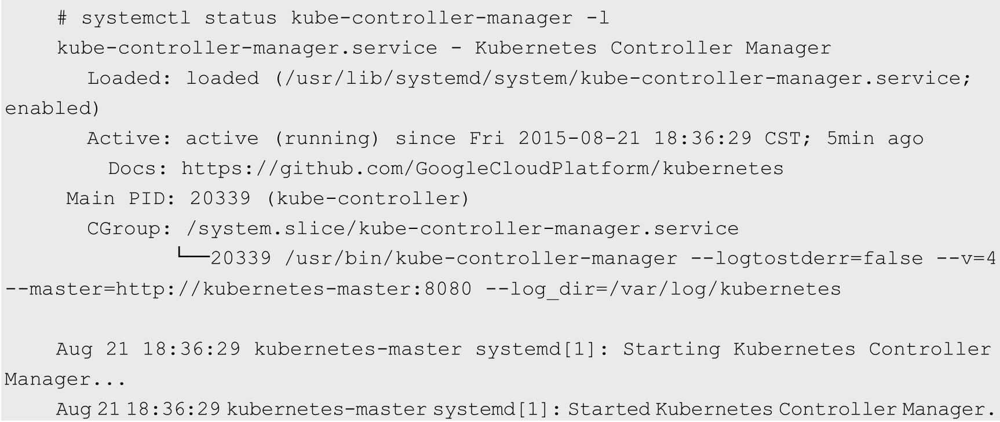 # systemctl status kube-controller-manager -l
kube-controller-manager.service - Kubernetes Controller Manager
Loaded: loaded (/usr/lib/systemd/system/kube-controller-manager.service;
enabled)
Active: active (running) since Fri 2015-08-21 18:36:29 CST; 5min ago
Docs: https://github.com/GoogleCloudPlatform/kubernetes
Main PID: 20339 (kube-controller)
CGroup: /system.slice/kube-controller-manager.service
└──20339 /usr/bin/kube-controller-manager --logtostderr=false --v=4
--master=http://kubernetes-master:8080 --log_dir=/var/log/kubernetes
Aug 21 18:36:29 kubernetes-master systemd[1]: Starting Kubernetes Controller
Manager...
Aug 21 18:36:29 kubernetes-master systemd[1]: Started Kubernetes Controller Manager.